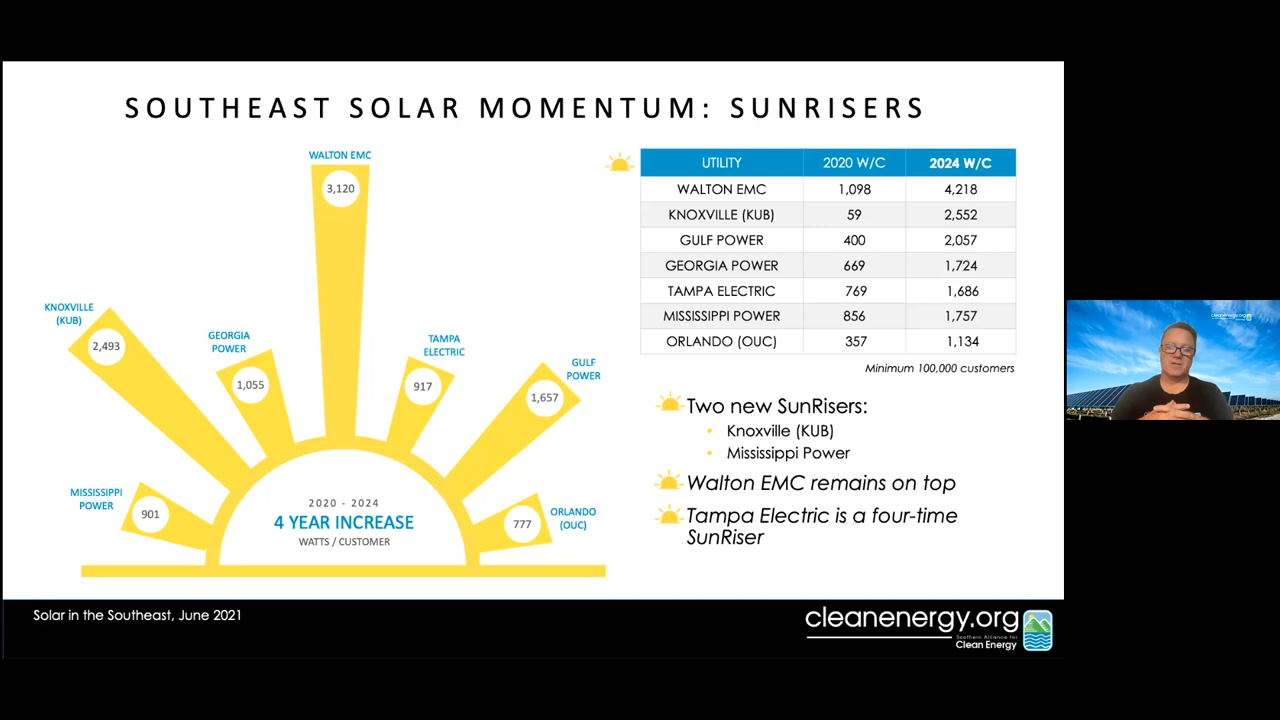 SOUTHEAST SOLAR MOMENTUM: SUNRISERS
WALTON EMC
3,120
KNOXVILLE
(KUB)
2,493
GEORGIA
POWER
1,055
TAMPA
ELECTRIC
917
GULF
POWER
1,657
MISSISSIPPI
POWER
901
ORLANDO
(OUC)
777
2020 - 2024
4 YEAR INCREASE
WATTS / CUSTOMER
UTILITY 2020 W/C 2024 W/C
WALTON EMC 1,098 4,218
KNOXVILLE (KUB) 59 2,552
GULF POWER 400 2,057
GEORGIA POWER 669 1,724
TAMPA ELECTRIC 769 1,686
MISSISSIPPI POWER 856 1,757
ORLANDO (OUC) 357 1,134
Minimum 100,000 customers
Two new SunRisers:
• Knoxville (KUB)
• Mississippi Power
Walton EMC remains on top
Tampa Electric is a four-time
SunRiser
cleanenergy.org
Solar in the Southeast, June 2021
cleanenergy.org
Southern Alliance for
Clean Energy